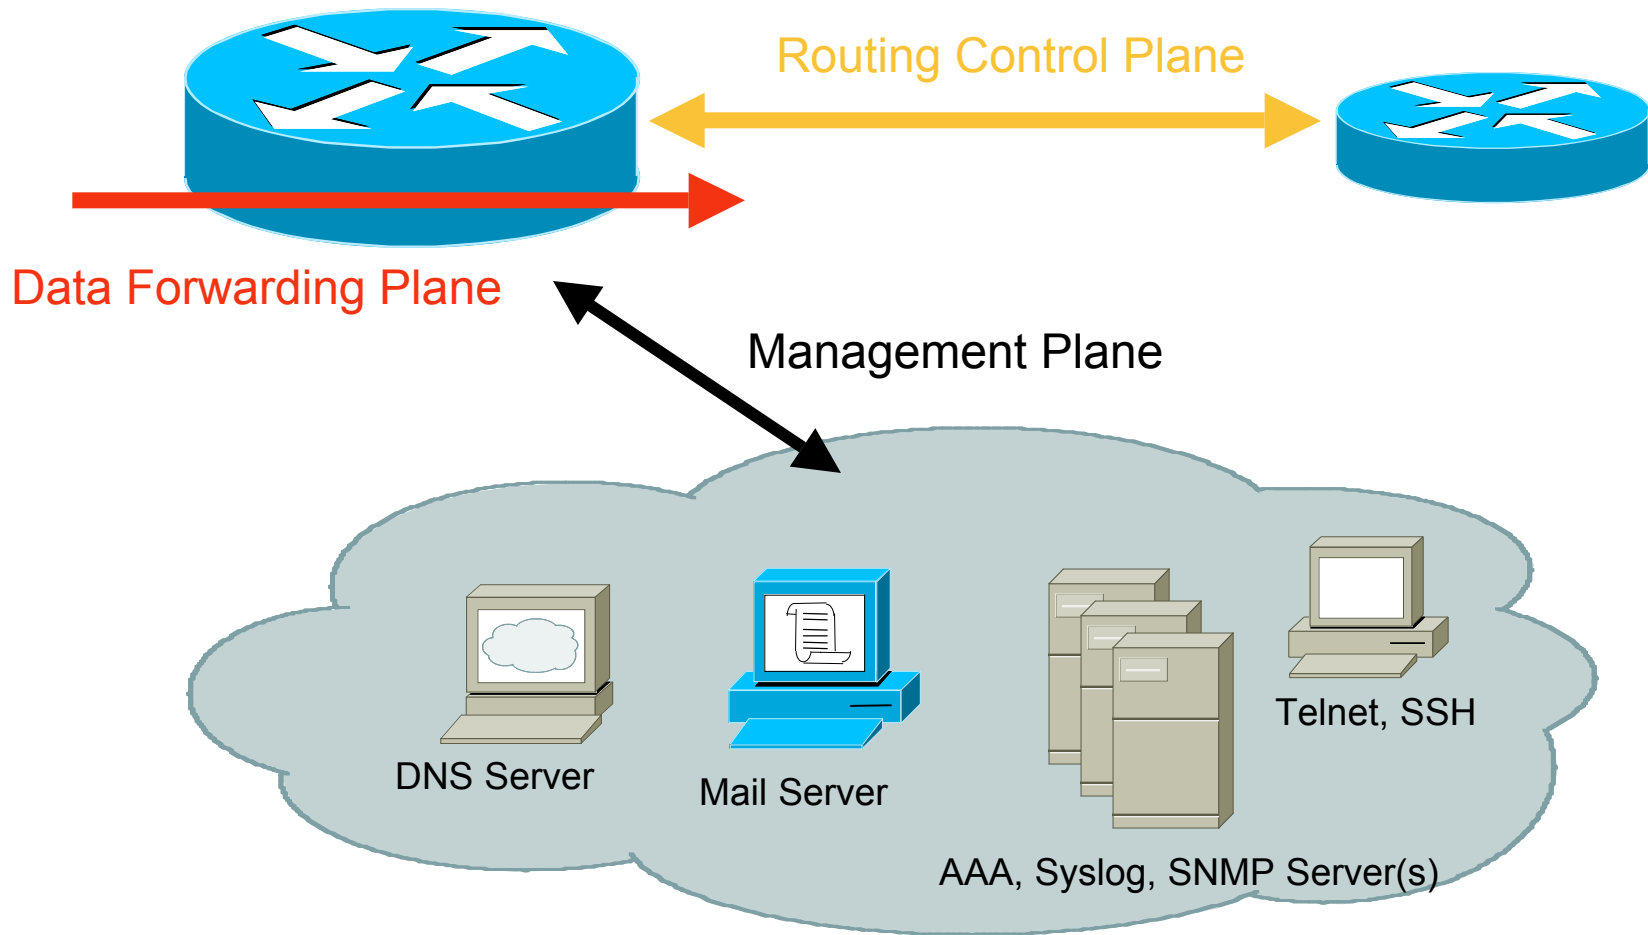 Routing Control Plane
Data Forwarding Plane
Management Plane
Telnet, SSH
DNS Server
Mail Server
AAA, Syslog, SNMP Server(s)